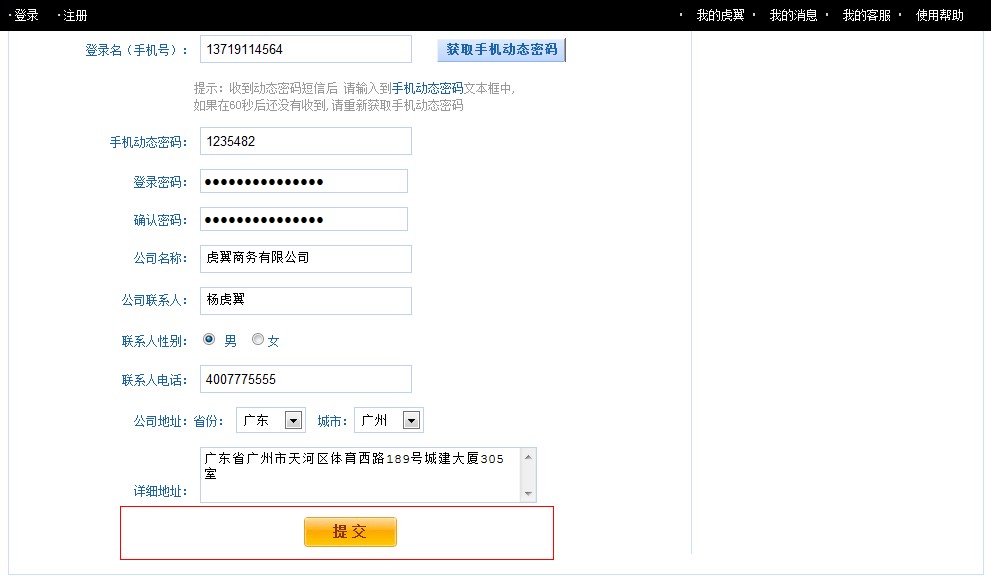 ·登录 ·注册 · 我的虎翼 · 我的消息 · 我的客服 · 使用帮助
登录名（手机号）： 13719114564 获取手机动态密码
提示：收到动态密码短信后 请输入到手机动态密码文本框中,
如果在60秒后还没有收到,请重新获取手机动态密码
手机动态密码： 1235482
登录密码： ●●●●●●●●●●●●●●●
确认密码： ●●●●●●●●●●●●●●●
公司名称： 虎翼商务有限公司
公司联系人： 杨虎翼
联系人性别： 男 女
联系人电话： 4007775555
公司地址：省份： 广东 城市： 广州
广东省广州市天河区体育西路189号城建大厦305
室
详细地址：
提 交